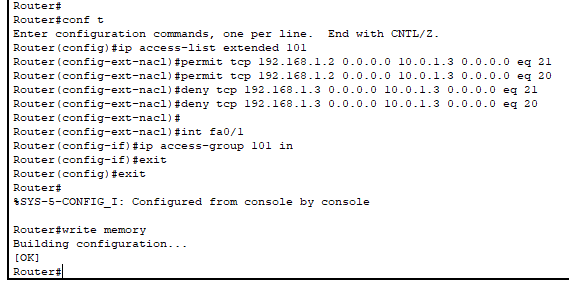 Router#
Router#conf t
Enter configuration commands, one per line.  End with CNTL/Z.
Router(config)#ip access-list extended 101
Router(config-ext-nacl)#permit tcp 192.168.1.2 0.0.0.0 10.0.1.3 0.0.0.0 eq 21
Router(config-ext-nacl)#permit tcp 192.168.1.2 0.0.0.0 10.0.1.3 0.0.0.0 eq 20
Router(config-ext-nacl)#deny tcp 192.168.1.3 0.0.0.0 10.0.1.3 0.0.0.0 eq 21
Router(config-ext-nacl)#deny tcp 192.168.1.3 0.0.0.0 10.0.1.3 0.0.0.0 eq 20
Router(config-ext-nacl)#
Router(config-ext-nacl)#int fa0/1
Router(config-if)#ip access-group 101 in
Router(config-if)#exit
Router(config)#exit
Router#
%SYS-5-CONFIG_I: Configured from console by console
Router#write memory
Building configuration...
[OK]
Router#